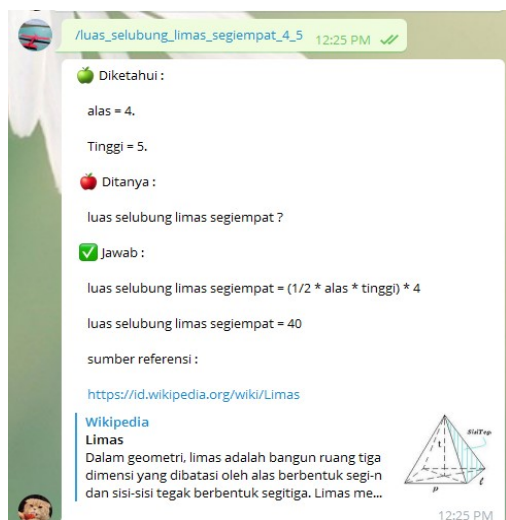 /luas_selubung_limas_segiempat_4_5 12:25 PM
Diketahui :
alas = 4.
Tinggi = 5.
Ditanya :
luas selubung limas segiempat ?
Jawab :
luas selubung limas segiempat = (1/2 * alas * tinggi) * 4
luas selubung limas segiempat = 40
sumber referensi :
https://id.wikipedia.org/wiki/Limas
Wikipedia
Limas
Dalam geometri, limas adalah bangun ruang tiga
dimensi yang dibatasi oleh alas berbentuk segi-n
dan sisi-sisi tegak berbentuk segitiga. Limas me...
SisiTep
t
p
ℓ
12:25 PM